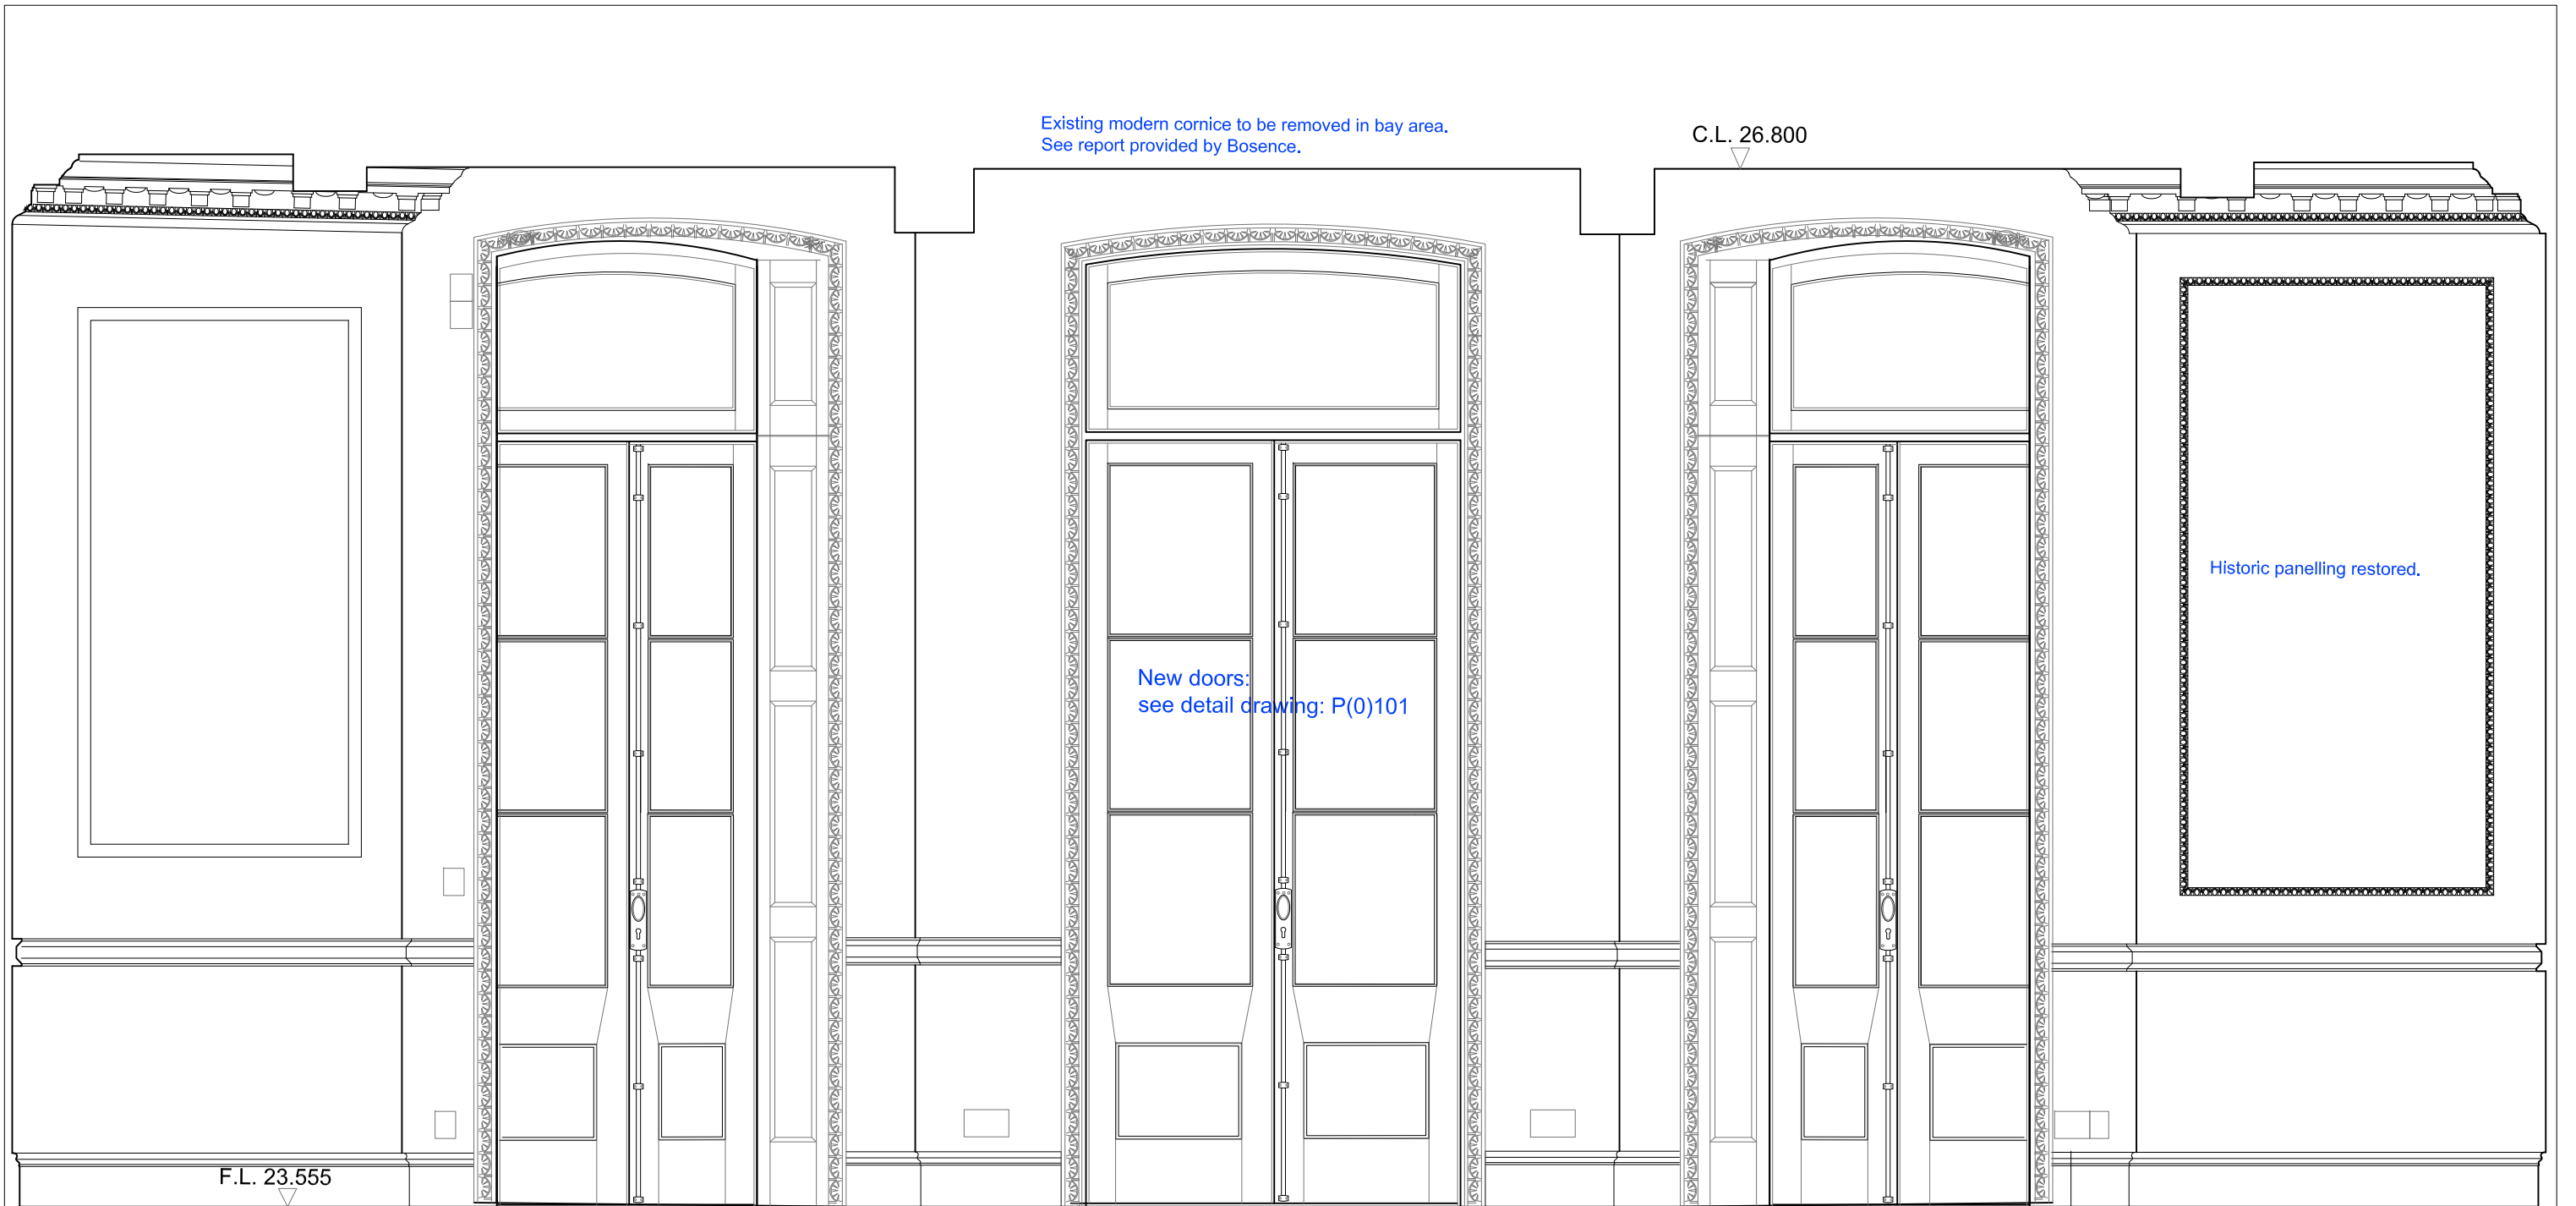 Existing modern cornice to be removed in bay area.
See report provided by Bosence.
C.L. 26.800
Historic panelling restored.
New doors:
see detail drawing: P(0)101
F.L. 23.555